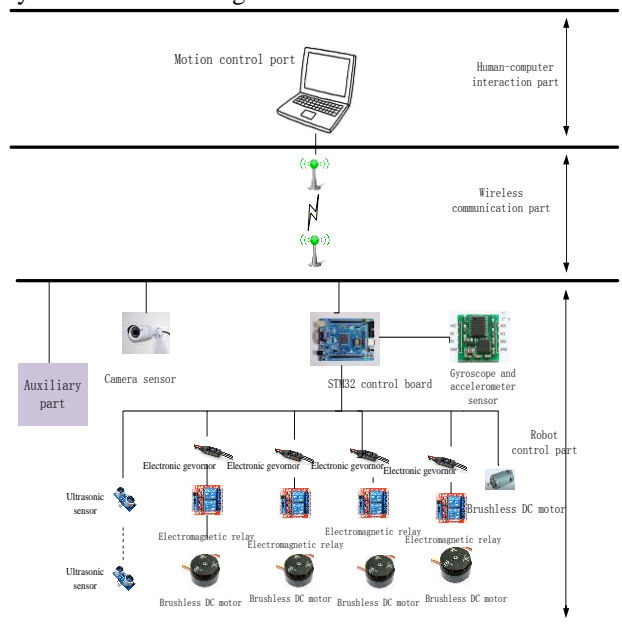 Motion control port
Human-computer
interaction part
Wireless
communication part
Auxiliary
part
Camera sensor
STM32 control board
Gyroscope and
accelerometer
sensor
Robot
control part
Electronic gevornor
Electronic gevornor
Electronic gevornor
Electronic gevornor
Ultrasonic
sensor
Brushless DC motor
Electromagnetic relay
Electromagnetic relay
Electromagnetic relay
Electromagnetic relay
Ultrasonic
sensor
Brushless DC motor
Brushless DC motor
Brushless DC motor
Brushless DC motor